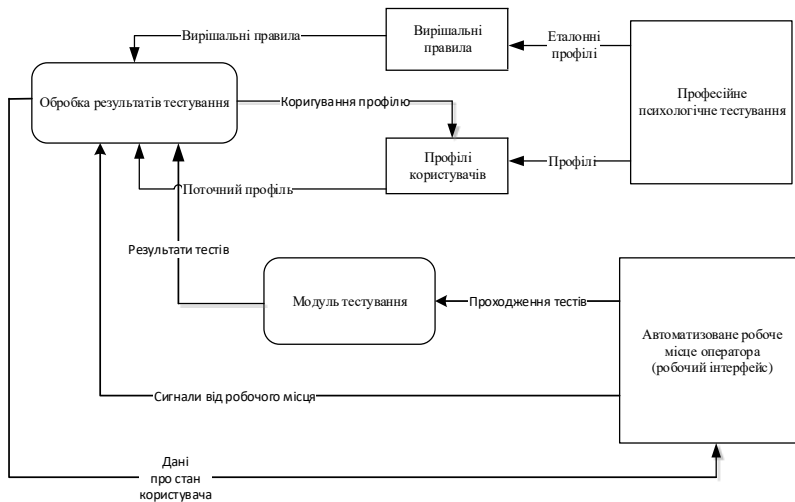 Вирішальні правила
Вирішальні
правила
Еталонні
профілі
Професійне
психологічне тестування
Обробка результатів тестування
Коригування профілю
Профілі
користувачів
Профілі
Поточний профіль
Результати тестів
Модуль тестування
Проходження тестів
Автоматизоване робоче
місце оператора
(робочий інтерфейс)
Сигнали від робочого місця
Дані
про стан
користувача